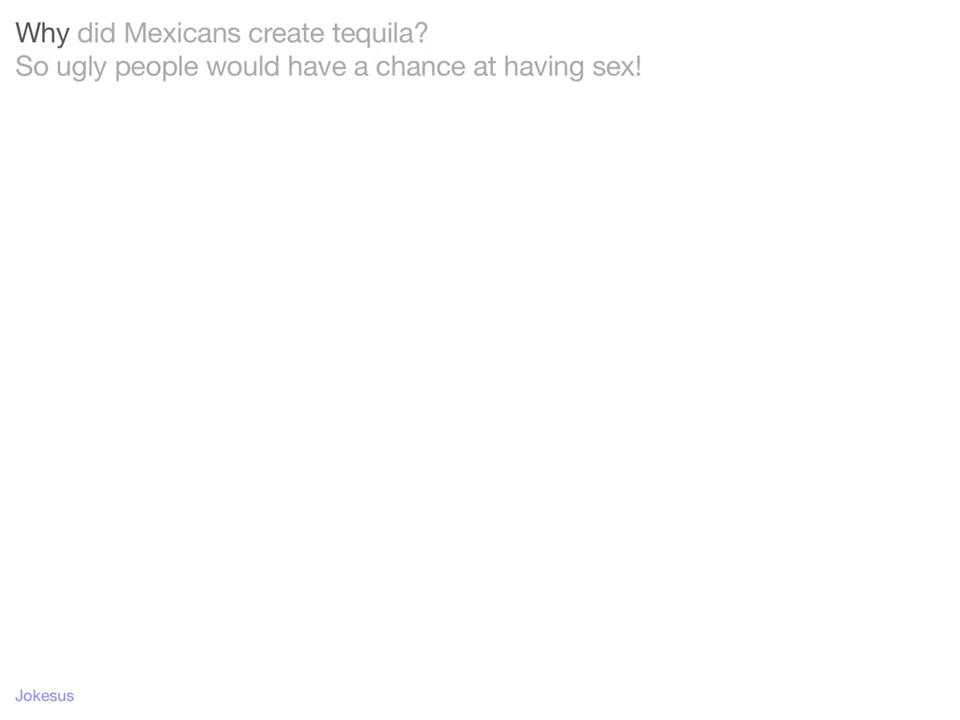 Why did Mexicans create tequila?
So ugly people would have a chance at having sex!
Jokesus